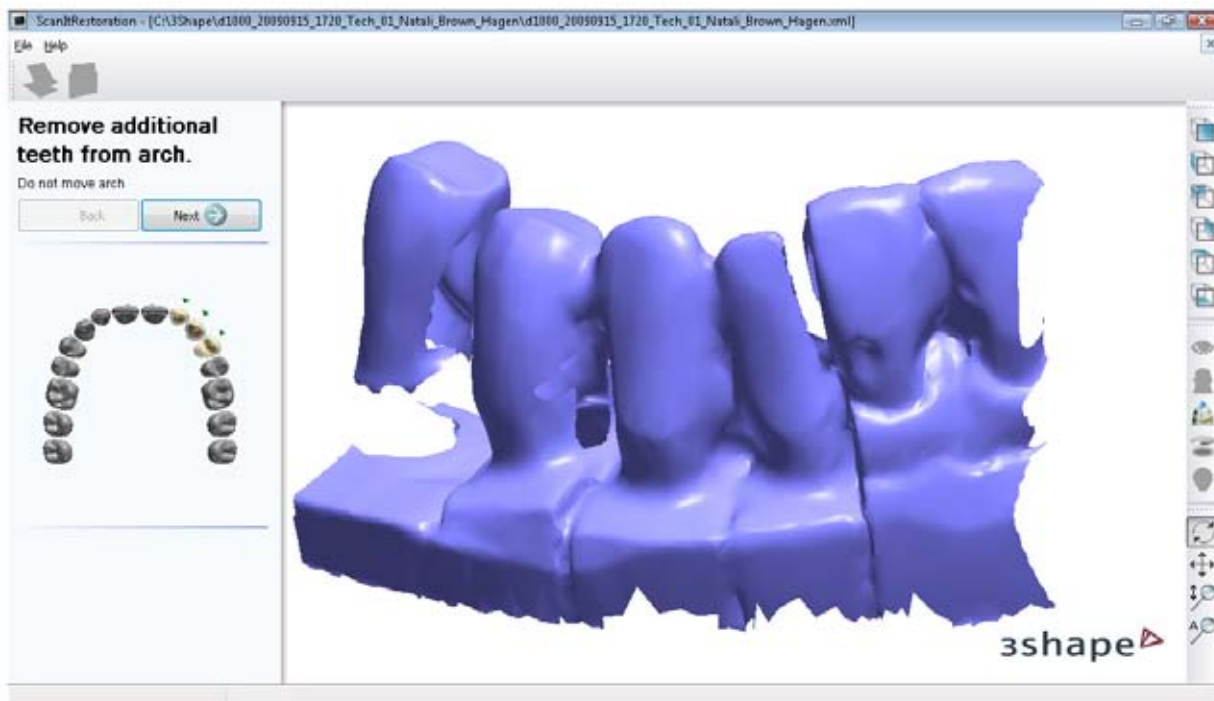 ScanItRestoration - [C:\3Shape\d1000_20090915_1720_Tech_01_Natali_Brown_Hagen\d1000_20090915_1720_Tech_01_Natali_Brown_Hagen.xml]
File Help
Remove additional
teeth from arch.
Do not move arch
Back Next
3shape
A